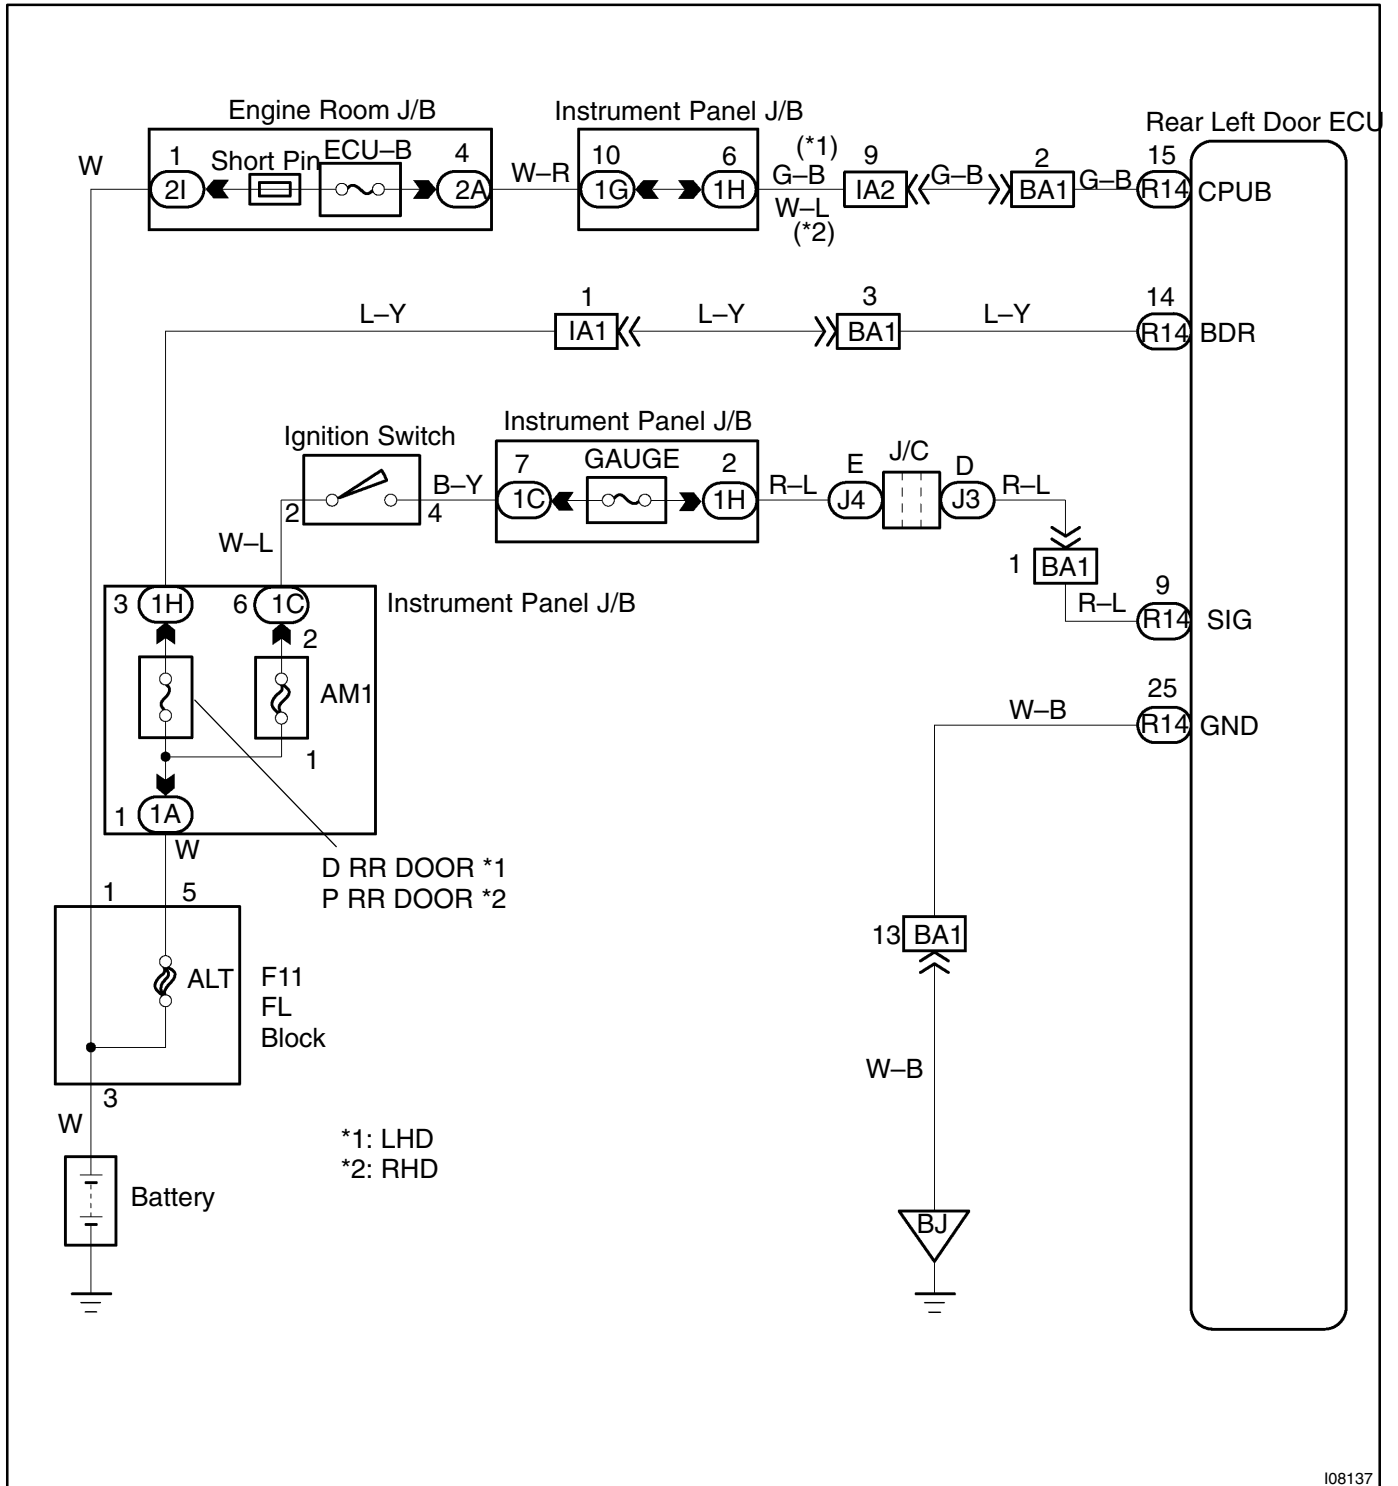 Engine Room J/B
Instrument Panel J/B
Rear Left Door ECU
W
1
Short Pin
ECU–B
4
W–R
10
6
(*1)
G–B
W–L
(*2)
9
G–B
2
G–B
15
2I
2A
1G
1H
IA2
BA1
R14
CPUB
L–Y
1
L–Y
3
L–Y
14
IA1
BA1
R14
BDR
Ignition Switch
Instrument Panel J/B
2
4
B–Y
7
GAUGE
2
R–L
E
J/C
D
R–L
1C
1H
J4
J3
W–L
1
BA1
R–L
9
R14
SIG
3
1H
6
1C
Instrument Panel J/B
2
AM1
1
1
1A
W
D RR DOOR *1
P RR DOOR *2
W–B
25
R14
GND
1
5
ALT
F11
FL
Block
13
BA1
W–B
3
W
*1: LHD
*2: RHD
Battery
BJ
I08137